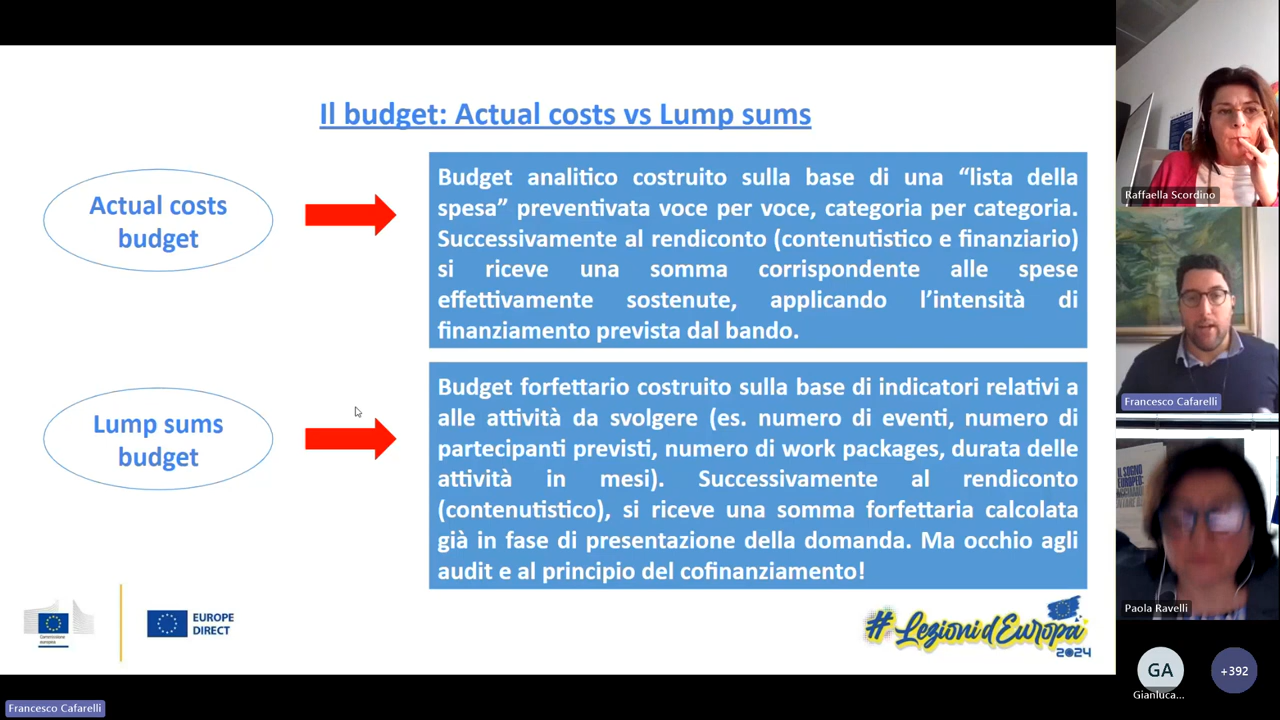 Il budget: Actual costs vs Lump sums
Actual costs
budget
Budget analitico costruito sulla base di una “lista della
spesa” preventivata voce per voce, categoria per categoria.
Successivamente al rendiconto (contenutistico e finanziario)
si riceve una somma corrispondente alle spese
effettivamente sostenute, applicando l’intensità di
finanziamento prevista dal bando.
Lump sums
budget
Budget forfettario costruito sulla base di indicatori relativi a
alle attività da svolgere (es. numero di eventi, numero di
partecipanti previsti, numero di work packages, durata delle
attività in mesi). Successivamente al rendiconto
(contenutistico), si riceve una somma forfettaria calcolata
già in fase di presentazione della domanda. Ma occhio agli
audit e al principio del cofinanziamento!
EUROPE
DIRECT
#LezionidEuropa
2024
Francesco Cafarelli
Raffaella Scordino
Francesco Cafarelli
IL SOGNO
EUROPEO:
Paola Ravelli
GA
Gianluca...
+392